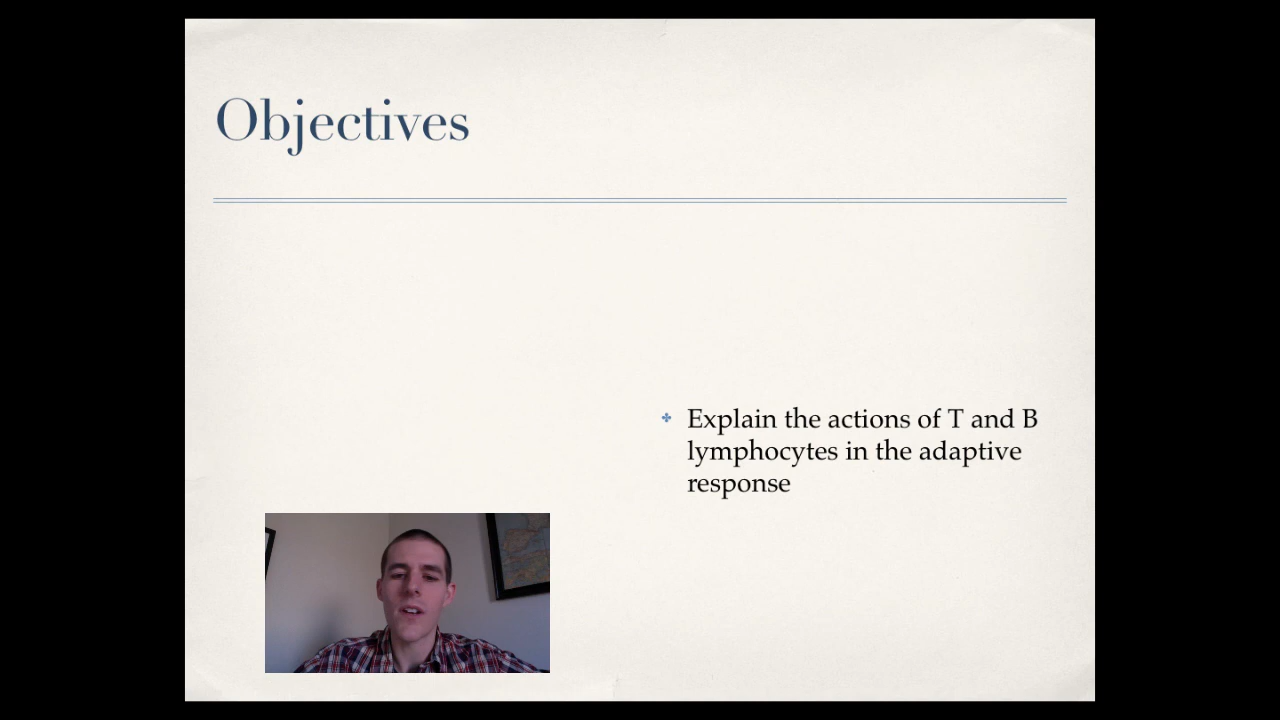 Objectives
Explain the actions of T and B
lymphocytes in the adaptive
response